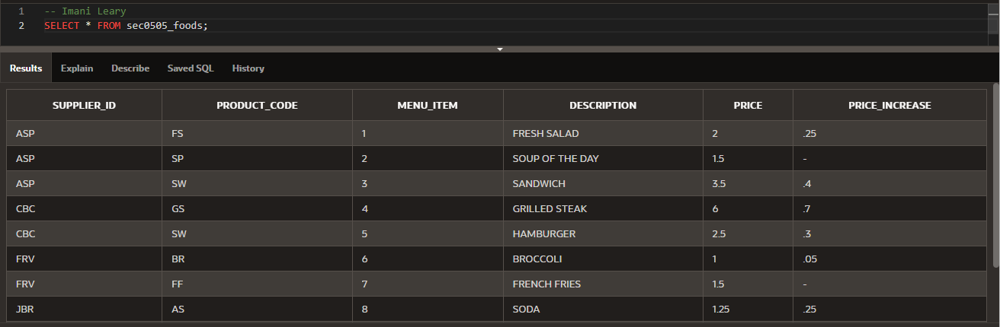 1 -- Imani Leary
2 SELECT * FROM sec0505_foods;
Results Explain Describe Saved SQL History
SUPPLIER_ID PRODUCT_CODE MENU_ITEM DESCRIPTION PRICE PRICE_INCREASE
ASP FS 1 FRESH SALAD 2 .25
ASP SP 2 SOUP OF THE DAY 1.5 -
ASP SW 3 SANDWICH 3.5 .4
CBC GS 4 GRILLED STEAK 6 .7
CBC SW 5 HAMBURGER 2.5 .3
FRV BR 6 BROCCOLI 1 .05
FRV FF 7 FRENCH FRIES 1.5 -
JBR AS 8 SODA 1.25 .25